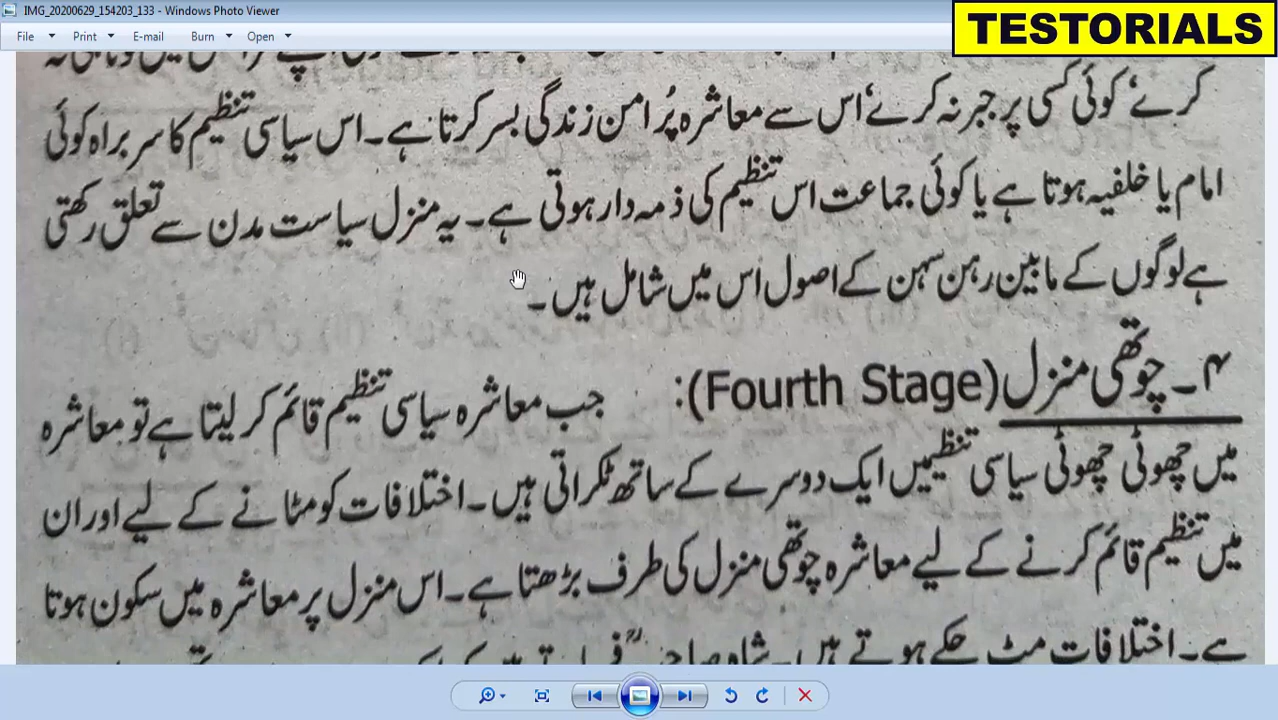 IMG_20200629_154203_133 - Windows Photo Viewer
TESTORIALS
File Print E-mail Burn Open
کرے، کوئی کسی پر جبر نہ کرے، اس سے معاشرہ پُر امن زندگی بسر کرتا ہے۔ اس سیاسی تنظیم کا سربراہ کوئی
امام یا خلفیہ ہوتا ہے یا کوئی جماعت اس تنظیم کی ذمہ دار ہوتی ہے۔ یہ منزل سیاست مدن سے تعلق رکھتی
ہے لوگوں کے مابین رہن سہن کے اصول اس میں شامل ہیں۔
۴۔ چوتھی منزل (Fourth Stage): جب معاشرہ سیاسی تنظیم قائم کر لیتا ہے تو معاشرہ
میں چھوٹی چھوٹی سیاسی تنظیمیں ایک دوسرے کے ساتھ ٹکراتی ہیں۔ اختلافات کو مٹانے کے لیے اور ان
میں تنظیم قائم کرنے کے لیے معاشرہ چوتھی منزل کی طرف بڑھتا ہے۔ اس منزل پر معاشرہ میں سکون ہوتا
ہے۔ اختلافات مٹ چکے ہوتے ہیں۔ شاہ صاحبؒ